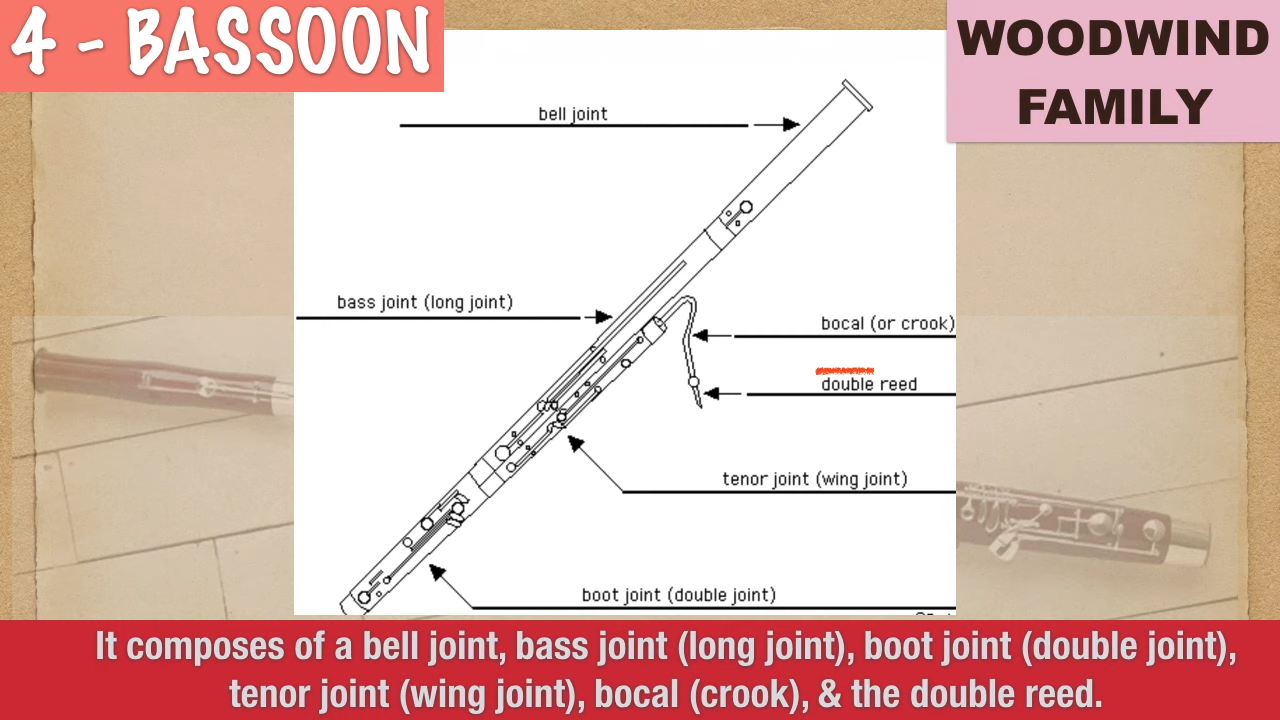 4 - BASSOON
WOODWIND
FAMILY
bell joint
bass joint (long joint)
bocal (or crook)
double reed
tenor joint (wing joint)
boot joint (double joint)
It composes of a bell joint, bass joint (long joint), boot joint (double joint),
tenor joint (wing joint), bocal (crook), & the double reed.